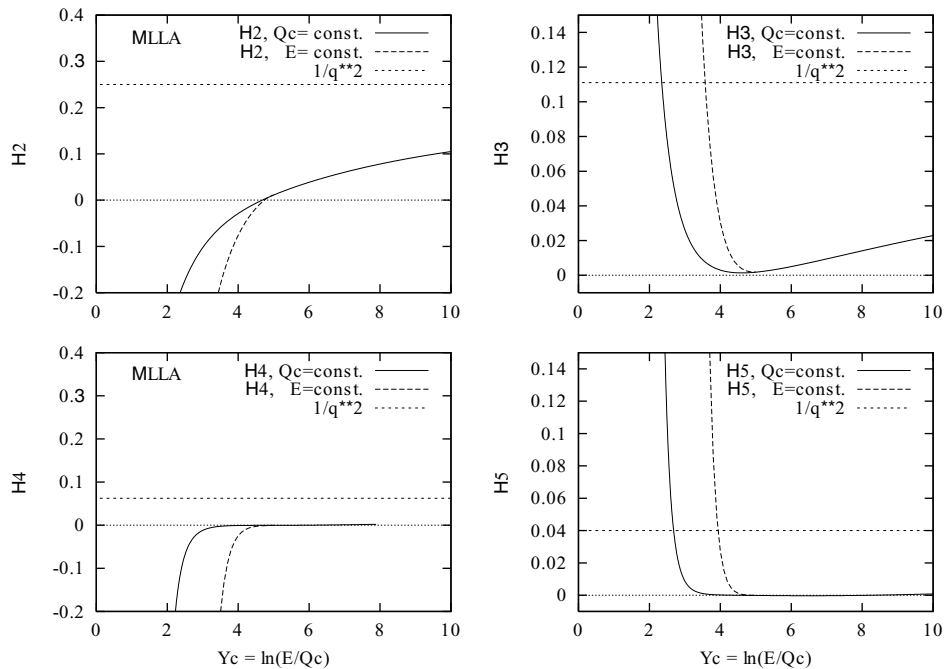 MLLA
H2, Qc= const.
H2, E= const.
1/q**2
0.4
0.3
0.2
0.1
0
-0.1
-0.2
H2
0 2 4 6 8 10
H3, Qc= const.
H3, E= const.
1/q**2
0.14
0.12
0.1
0.08
0.06
0.04
0.02
0
H3
0 2 4 6 8 10
MLLA
H4, Qc=const.
H4, E=const.
1/q**2
0.4
0.3
0.2
0.1
0
-0.1
-0.2
H4
0 2 4 6 8 10
Yc = ln(E/Qc)
H5, Qc=const.
H5, E=const.
1/q**2
0.14
0.12
0.1
0.08
0.06
0.04
0.02
0
H5
0 2 4 6 8 10
Yc = ln(E/Qc)